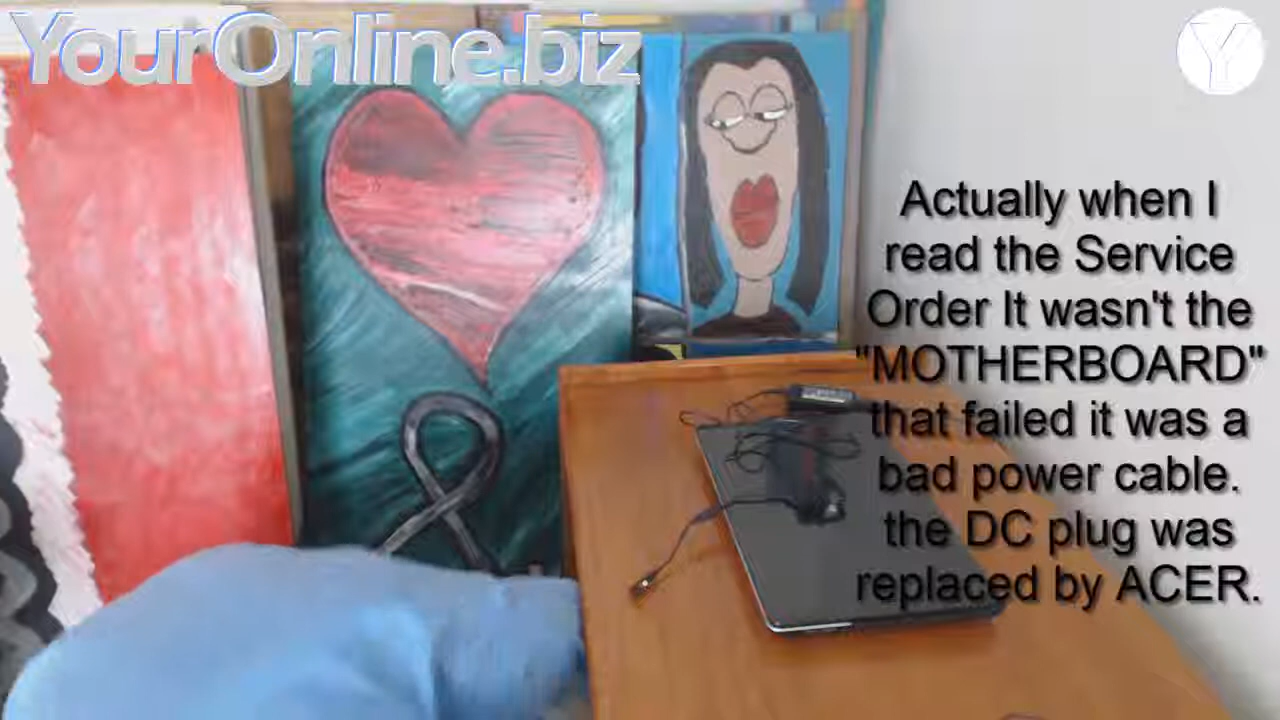 YourOnline.biz
Y
Actually when I
read the Service
Order It wasn't the
"MOTHERBOARD"
that failed it was a
bad power cable.
the DC plug was
replaced by ACER.